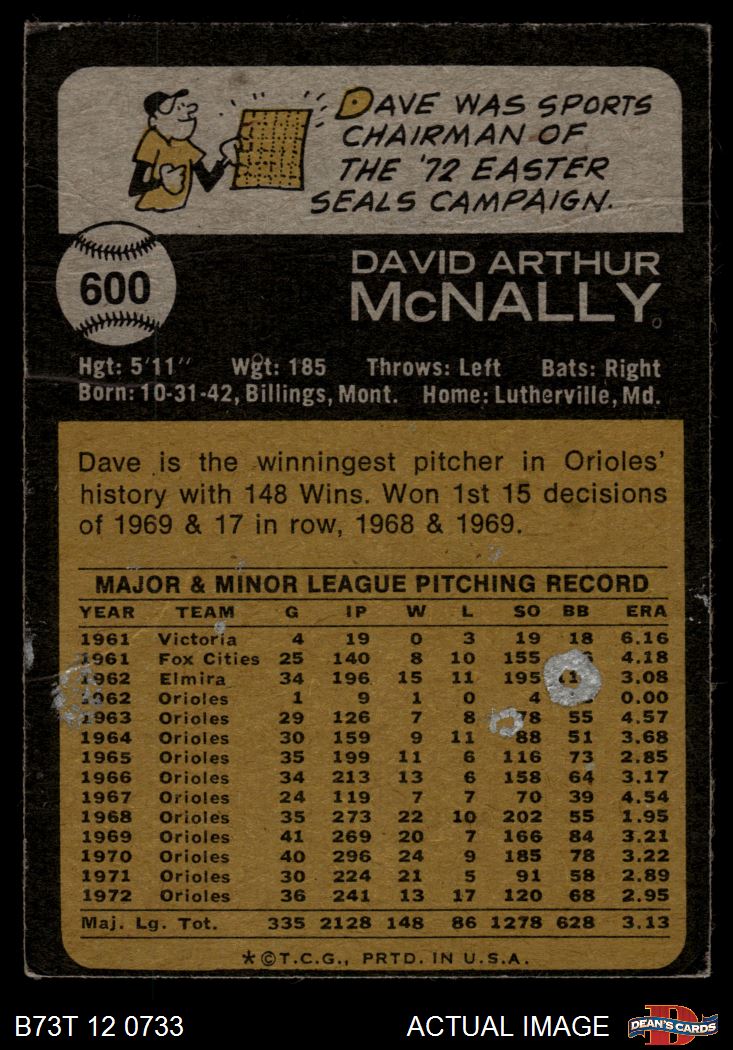 DAVE WAS SPORTS
CHAIRMAN OF
THE '72 EASTER
SEALS CAMPAIGN.
600
DAVID ARTHUR
McNALLY
Hgt: 5'11" Wgt: 185 Throws: Left Bats: Right
Born: 10-31-42, Billings, Mont. Home: Lutherville, Md.
Dave is the winningest pitcher in Orioles'
history with 148 Wins. Won 1st 15 decisions
of 1969 & 17 in row, 1968 & 1969.
MAJOR & MINOR LEAGUE PITCHING RECORD
YEAR TEAM G IP W L SO BB ERA
1961 Victoria 4 19 0 3 19 18 6.16
1961 Fox Cities 25 140 8 10 155 4.18
1962 Elmira 34 196 15 11 195 3.08
1962 Orioles 1 9 1 0 4 0.00
1963 Orioles 29 126 7 8 78 55 4.57
1964 Orioles 30 159 9 11 88 51 3.68
1965 Orioles 35 199 11 6 116 73 2.85
1966 Orioles 34 213 13 6 158 64 3.17
1967 Orioles 24 119 7 7 70 39 4.54
1968 Orioles 35 273 22 10 202 55 1.95
1969 Orioles 41 269 20 7 166 84 3.21
1970 Orioles 40 296 24 9 185 78 3.22
1971 Orioles 30 224 21 5 91 58 2.89
1972 Orioles 36 241 13 17 120 68 2.95
Maj. Lg. Tot. 335 2128 148 86 1278 628 3.13
*©T.C.G., PRTD. IN U.S.A.
B73T 12 0733 ACTUAL IMAGE DEAN'S CARDS